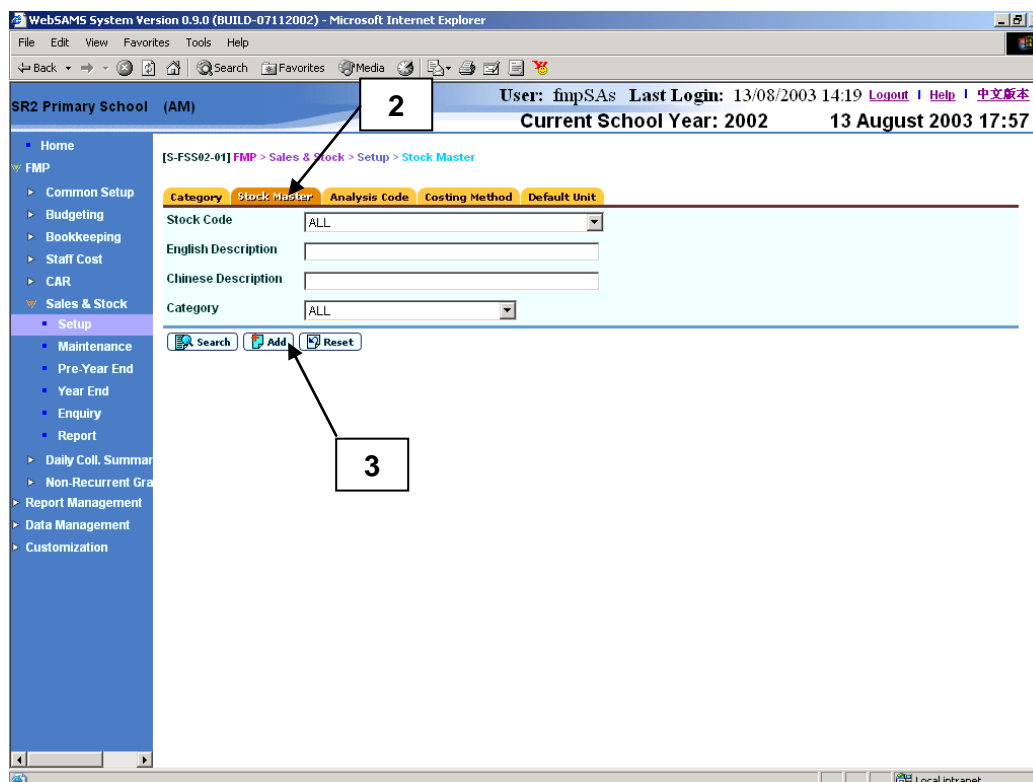 WebSAMS System Version 0.9.0 (BUILD-07112002) - Microsoft Internet Explorer
File Edit View Favorites Tools Help
Back Search Favorites Media
SR2 Primary School (AM)
User: fmpSAs Last Login: 13/08/2003 14:19 Logout | Help | 中文版本
Current School Year: 2002 13 August 2003 17:57
2
Home
FMP
Common Setup
Budgeting
Bookkeeping
Staff Cost
CAR
Sales & Stock
Setup
Maintenance
Pre-Year End
Year End
Enquiry
Report
Daily Coll. Summar
Non-Recurrent Gra
Report Management
Data Management
Customization
[S-FSS02-01] FMP > Sales & Stock > Setup > Stock Master
Category Stock Master Analysis Code Costing Method Default Unit
Stock Code ALL
English Description
Chinese Description
Category ALL
Search Add Reset
3
Local intranet